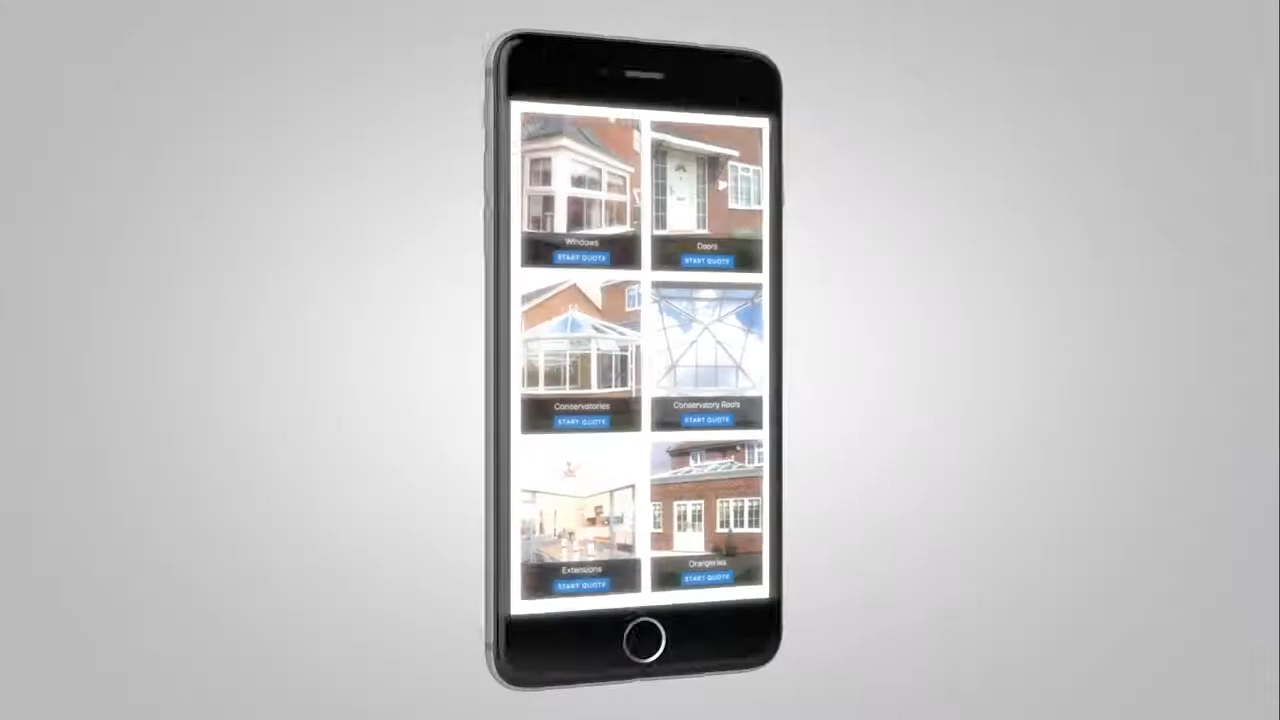 Windows
START QUOTE
Doors
START QUOTE
Conservatories
START QUOTE
Conservatory Roofs
START QUOTE
Extensions
START QUOTE
Orangeries
START QUOTE